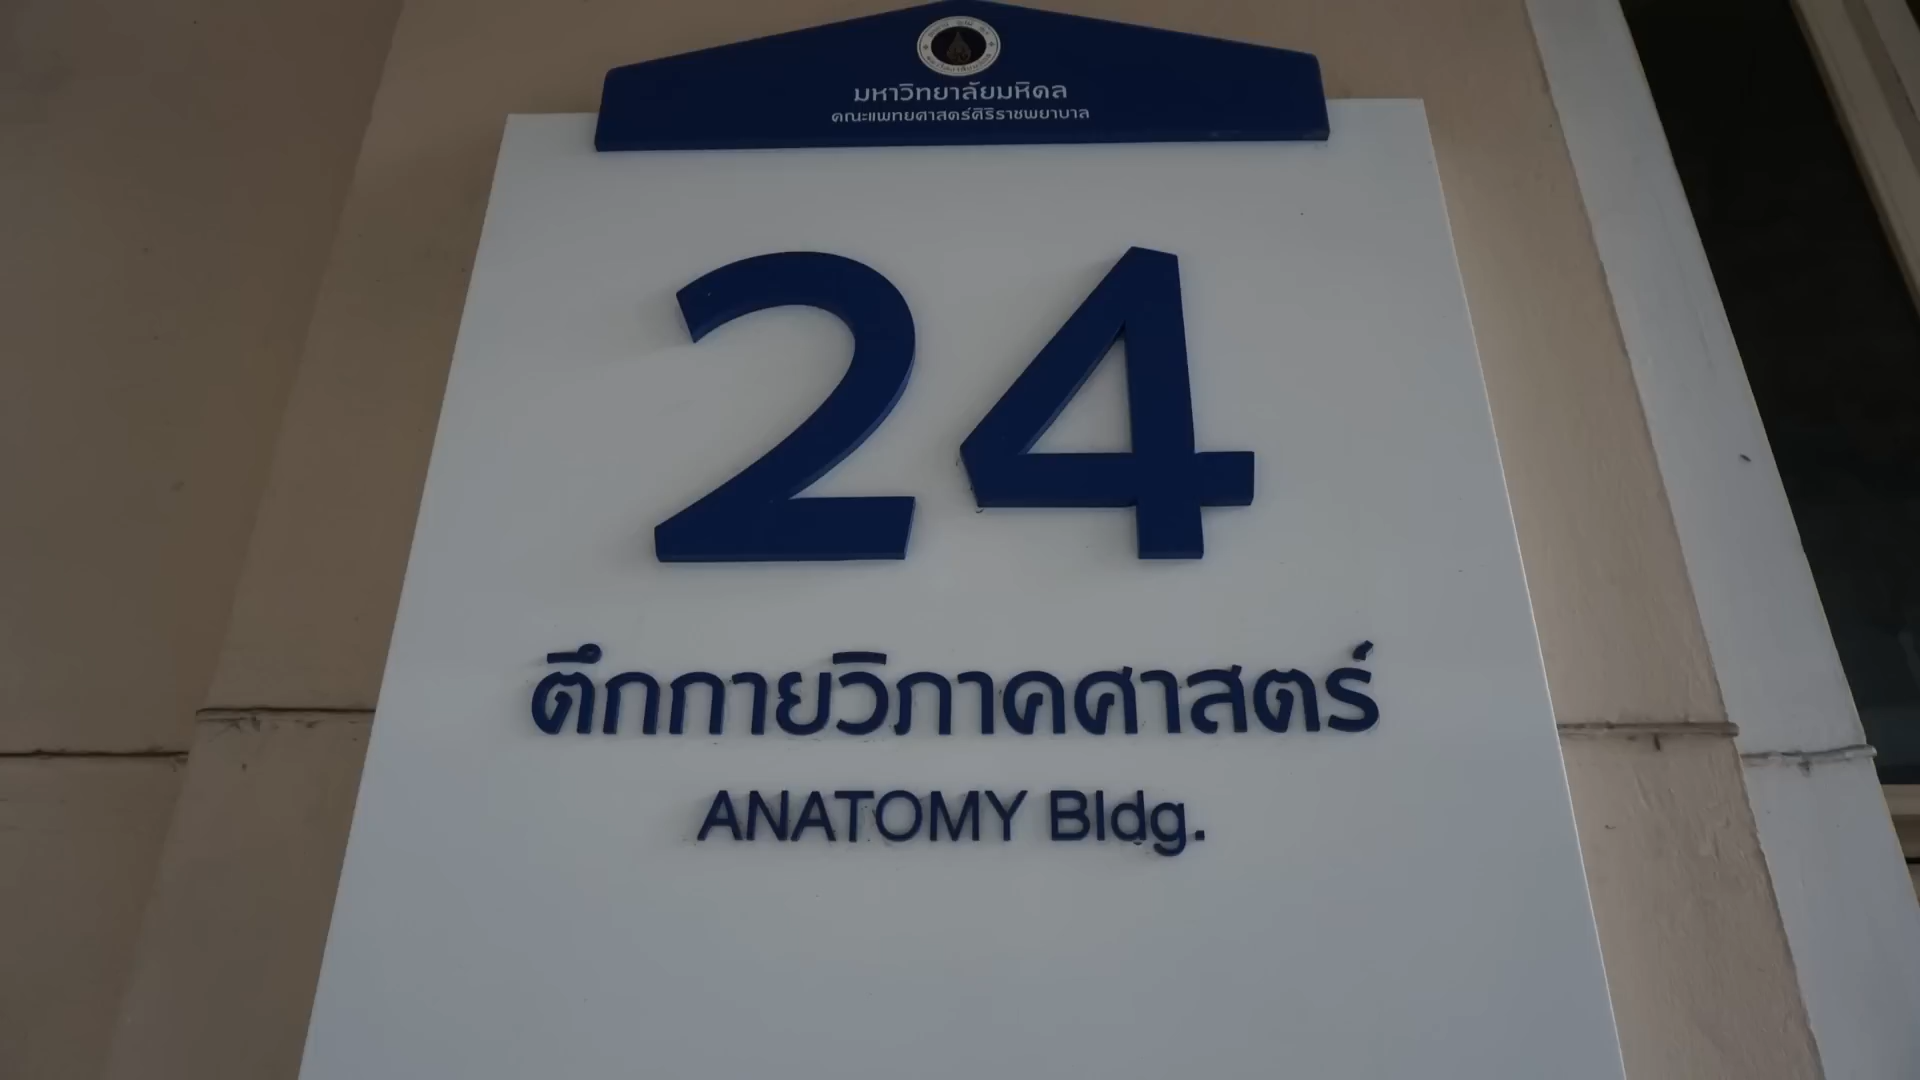 มหาวิทยาลัยมหิดล
คณะแพทยศาสตร์ศิริราชพยาบาล
24
ตึกกายวิภาคศาสตร์
ANATOMY Bldg.